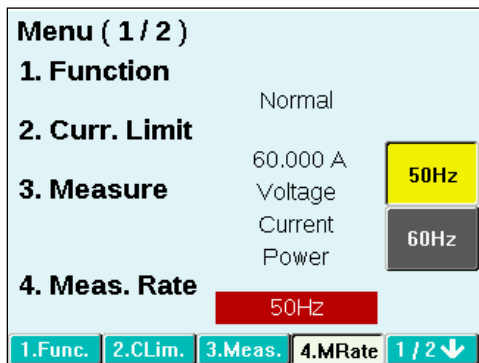 Menu ( 1 / 2 )
1. Function
Normal
2. Curr. Limit
60.000 A
3. Measure
Voltage
Current
Power
50Hz
60Hz
4. Meas. Rate
50Hz
1.Func. 2.CLim. 3.Meas. 4.MRate 1/2